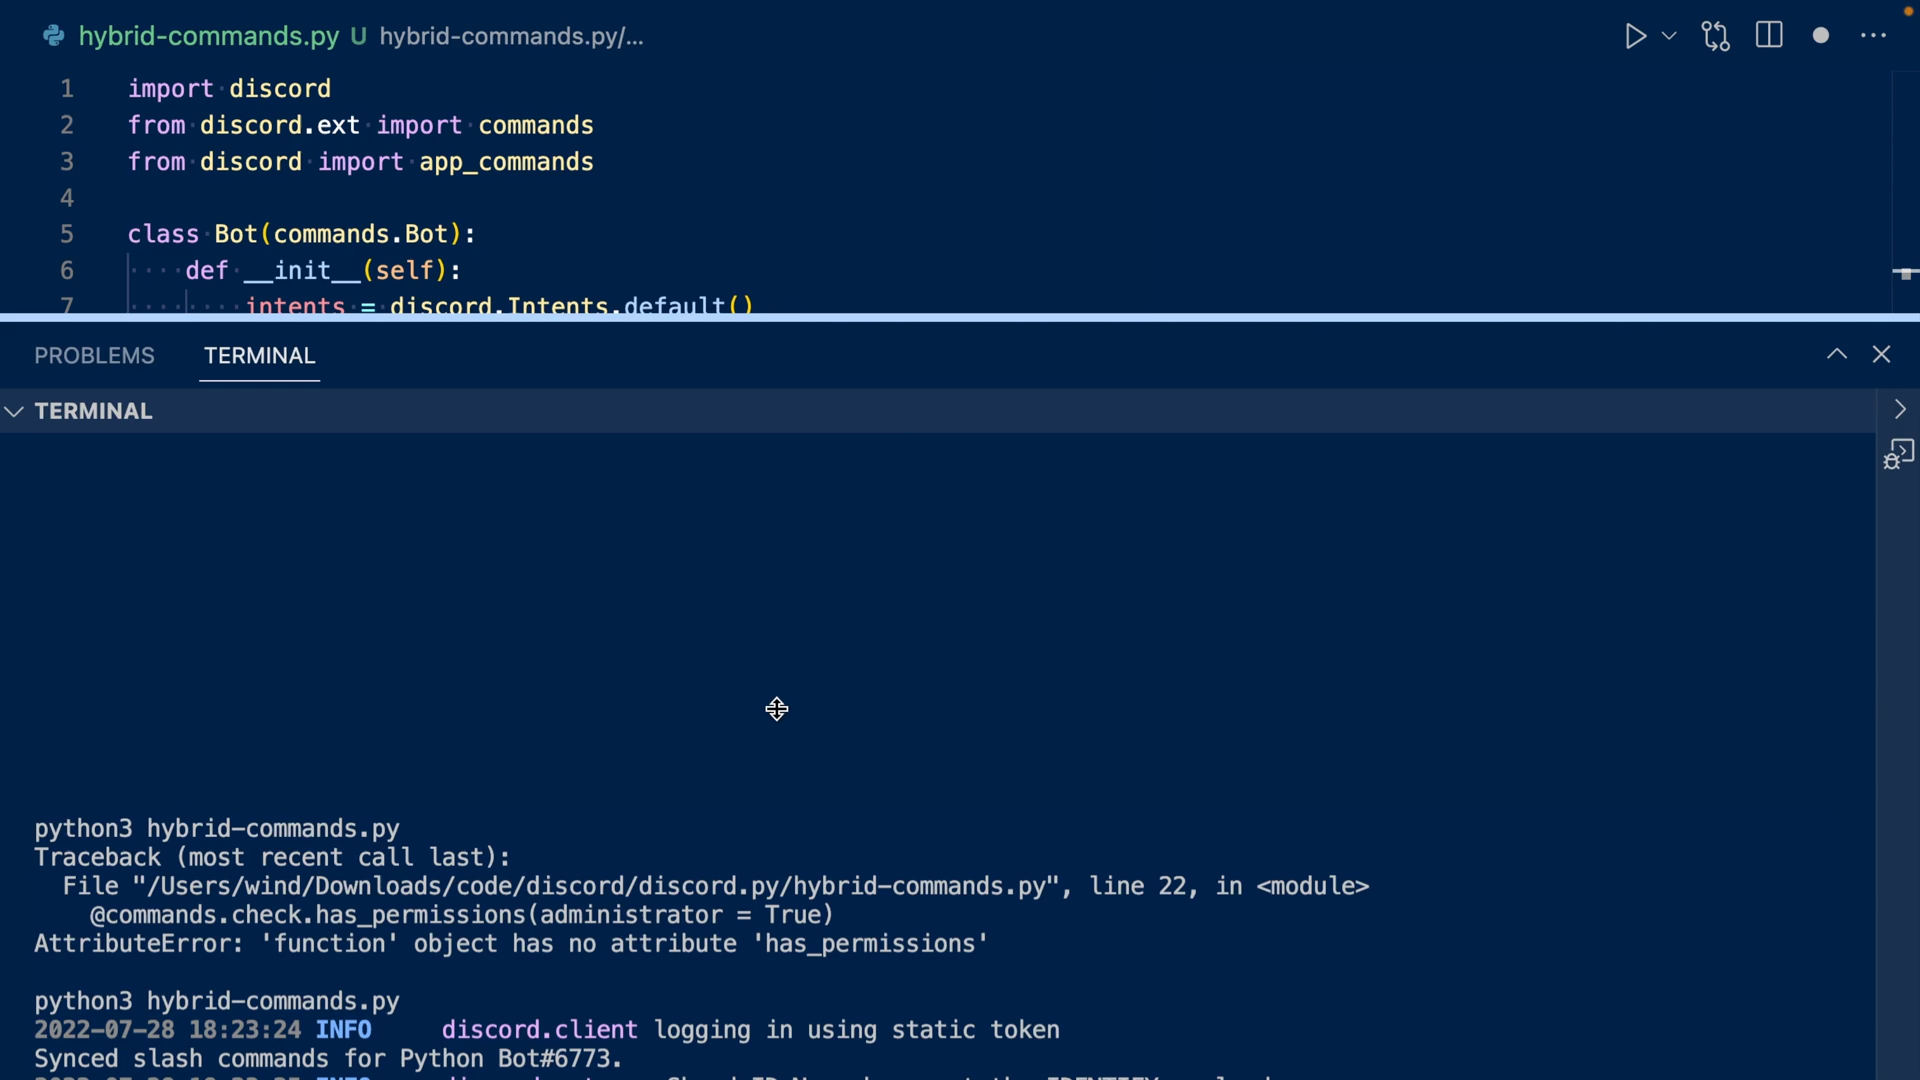 hybrid-commands.py U hybrid-commands.py/...
1 import discord
2 from discord.ext import commands
3 from discord import app_commands
4
5 class Bot(commands.Bot):
6 def __init__(self):
7 intents = discord.Intents.default()
PROBLEMS TERMINAL
TERMINAL
python3 hybrid-commands.py
Traceback (most recent call last):
File "/Users/wind/Downloads/code/discord/discord.py/hybrid-commands.py", line 22, in <module>
@commands.check.has_permissions(administrator = True)
AttributeError: 'function' object has no attribute 'has_permissions'
python3 hybrid-commands.py
2022-07-28 18:23:24 INFO discord.client logging in using static token
Synced slash commands for Python Bot#6773.